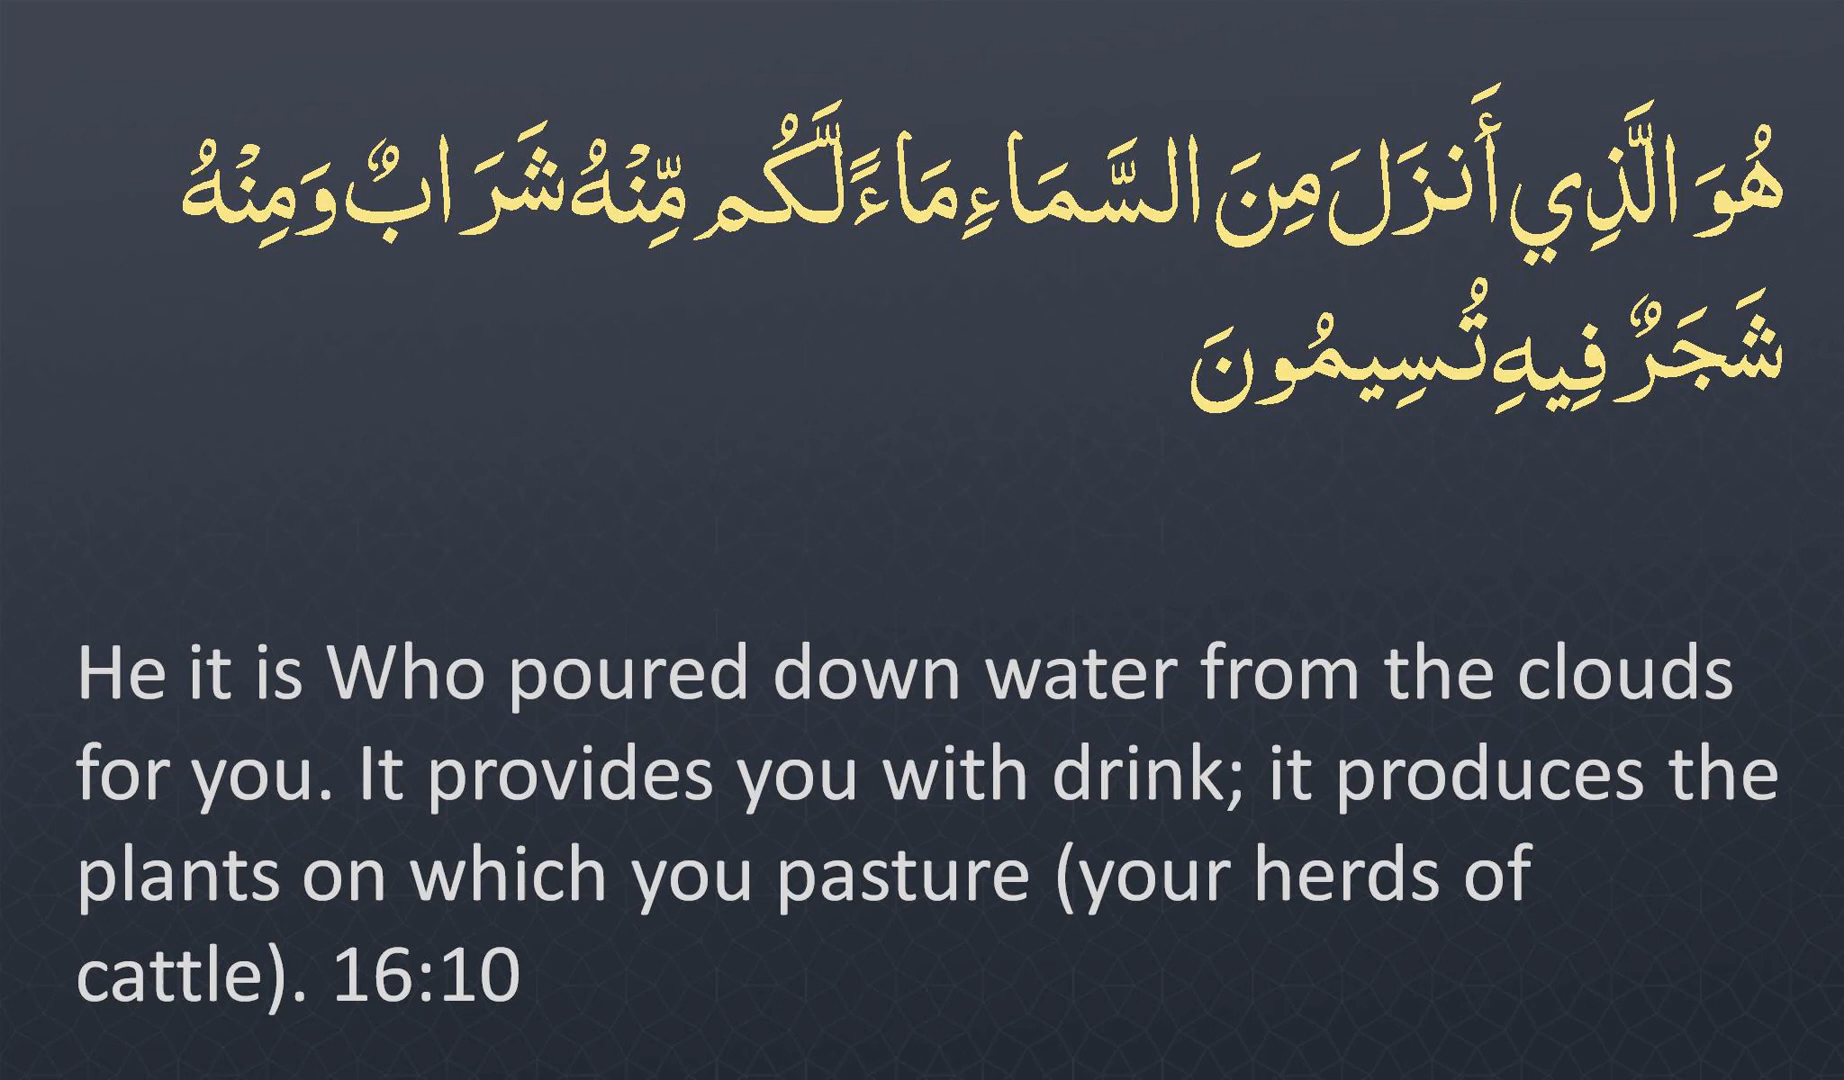 هُوَ الَّذِي أَنزَلَ مِنَ السَّمَاءِ مَاءً لَّكُم مِّنْهُ شَرَابٌ وَمِنْهُ
شَجَرٌ فِيهِ تُسِيمُونَ
He it is Who poured down water from the clouds
for you. It provides you with drink; it produces the
plants on which you pasture (your herds of
cattle). 16:10